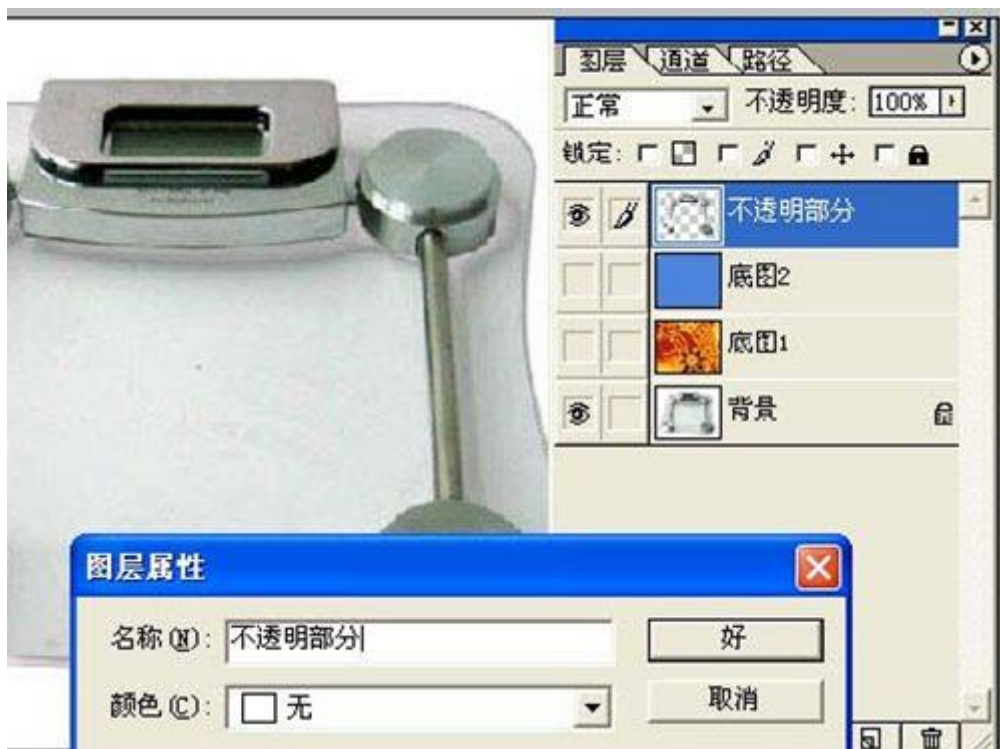 图层 通道 路径
正常 不透明度: 100%
锁定:
不透明部分
底图2
底图1
背景
图层属性
名称(N): 不透明部分 好
颜色(C): 无 取消